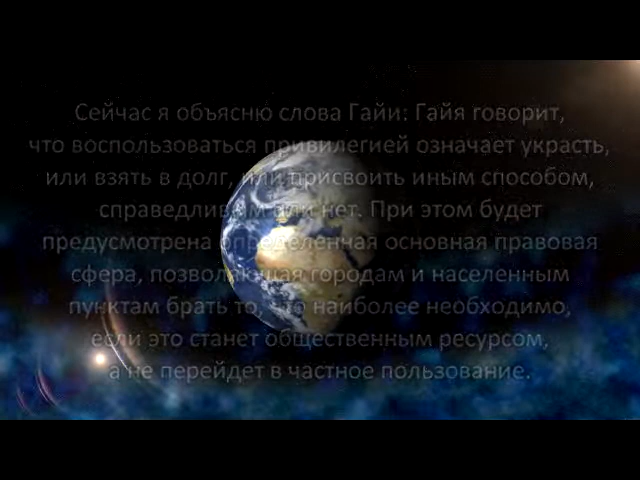 Сейчас я объясню слова Гайи: Гайя говорит,
что воспользоваться привилегией означает украсть,
или взять в долг, или присвоить иным способом,
справедливым или нет. При этом будет
предусмотрена определенная основная правовая
сфера, позволяющая городам и населенным
пунктам брать то, что наиболее необходимо,
если это станет общественным ресурсом,
а не перейдет в частное пользование.